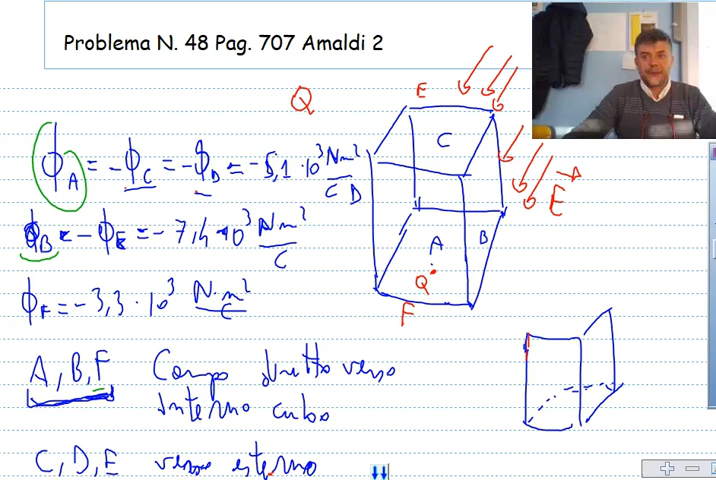 Problema N. 48 Pag. 707 Amaldi 2
Q
E
C
ϕA = -ϕC = -ϕD = -5,1·10³ Nm²/C
D
E
ϕB = -ϕE = -7,4·10³ Nm²/C
A
B
Q
F
ϕF = -3,3·10³ N·m²/C
A, B, F Campo diretto verso
interno cubo
C, D, E verso esterno